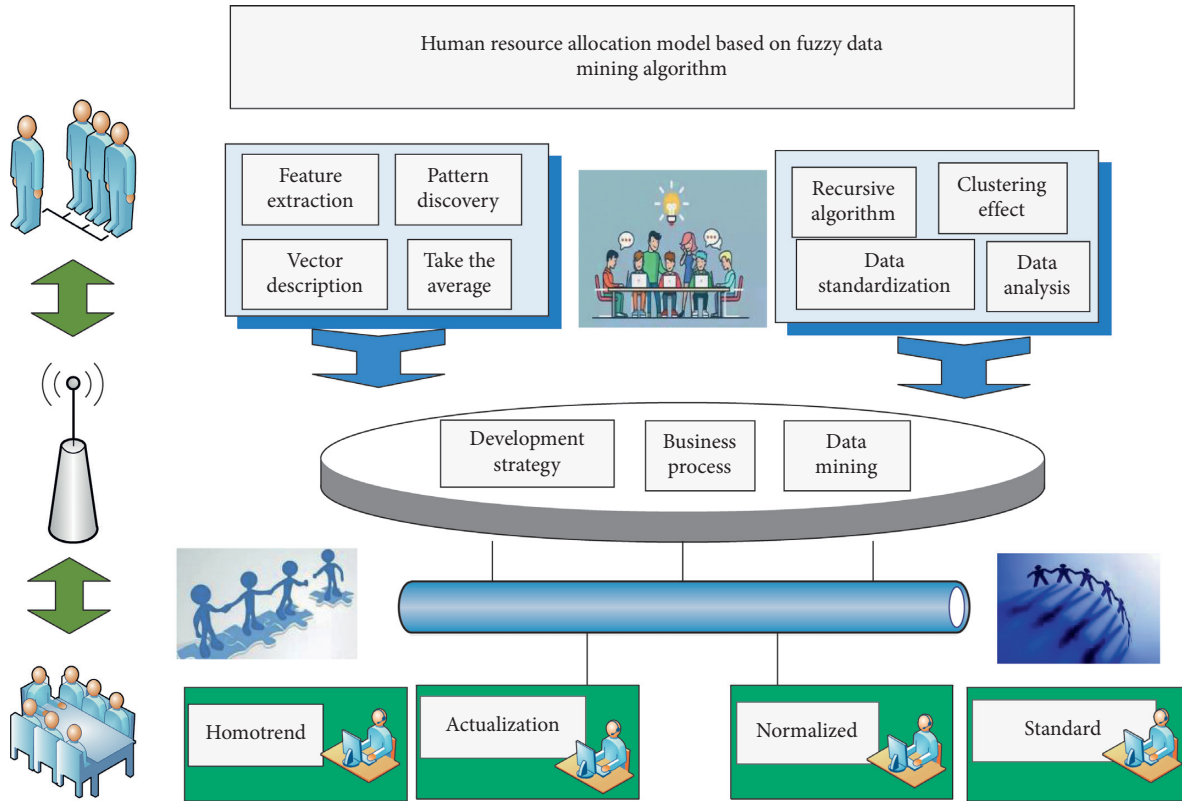 Human resource allocation model based on fuzzy data
mining algorithm
Feature
extraction
Pattern
discovery
Vector
description
Take the
average
Recursive
algorithm
Clustering
effect
Data
standardization
Data
analysis
Development
strategy
Business
process
Data
mining
Homotrend
Actualization
Normalized
Standard